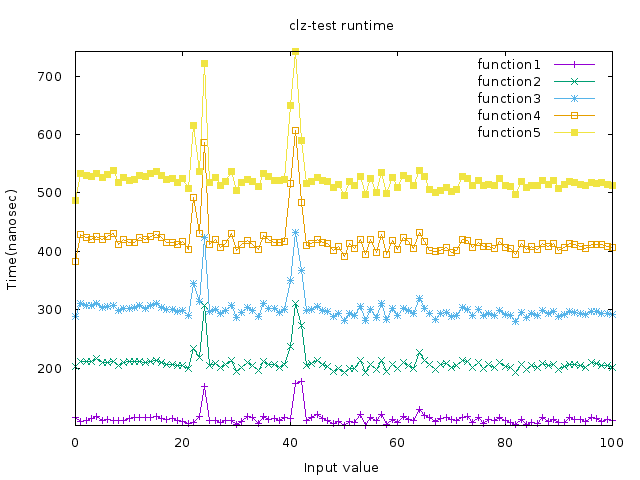 clz-test runtime
function1
function2
function3
function4
function5
700
600
500
400
300
200
Time(nanosec)
0 20 40 60 80 100
Input value